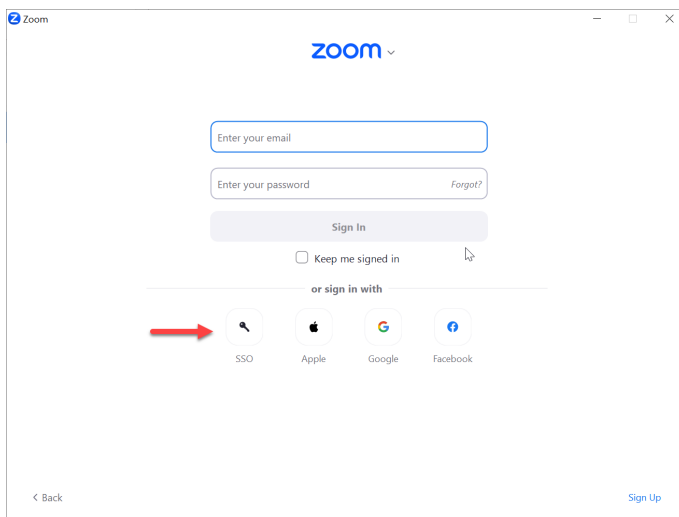 Zoom
zoom
Enter your email
Enter your password Forgot?
Sign In
Keep me signed in
or sign in with
SSO Apple Google Facebook
< Back Sign Up